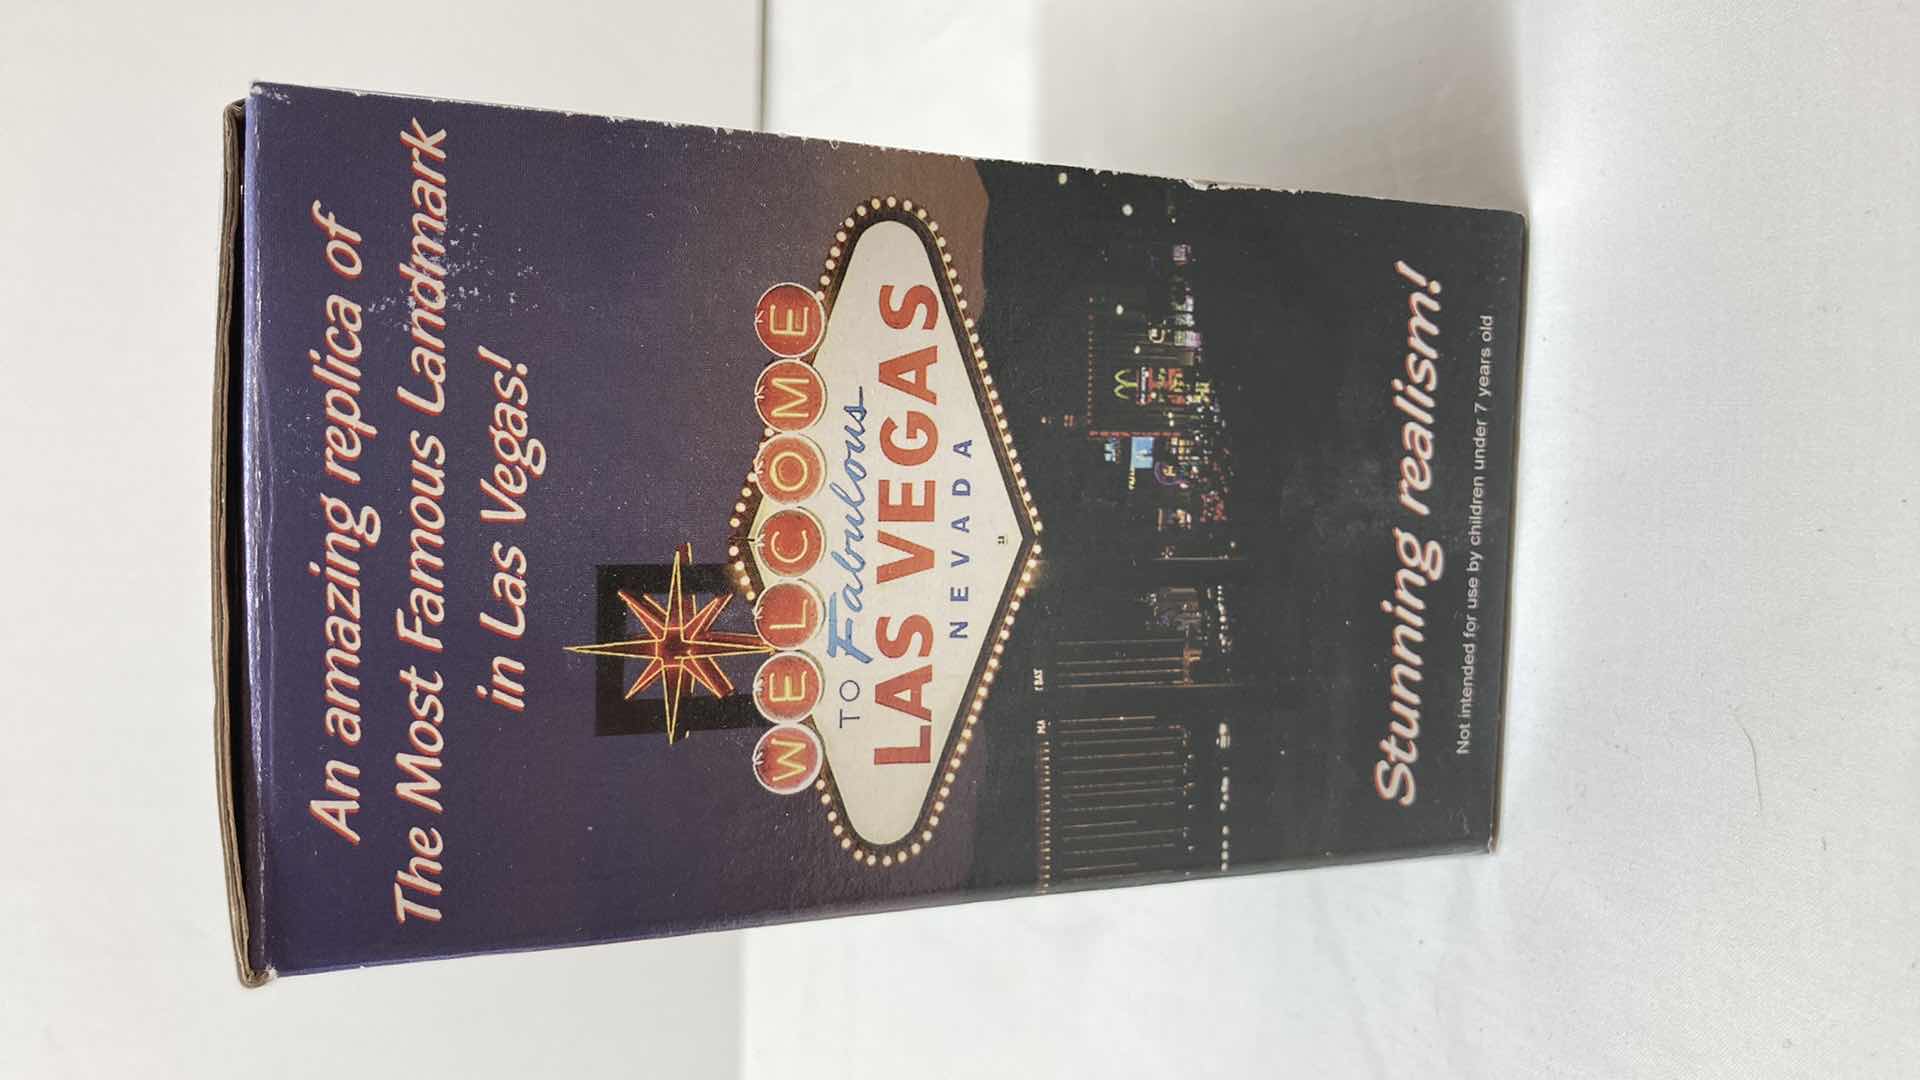 An amazing replica of
The Most Famous Landmark
in Las Vegas!
WELCOME
TO Fabulous
LAS VEGAS
NEVADA
Stunning realism!
Not intended for use by children under 7 years old